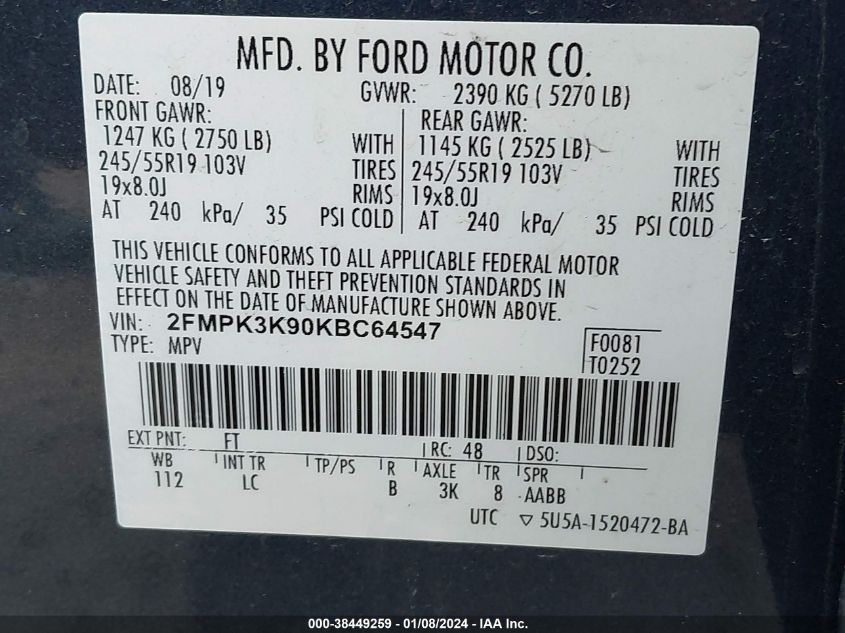 MFD. BY FORD MOTOR CO.
DATE: 08/19 GVWR: 2390 KG ( 5270 LB)
FRONT GAWR: REAR GAWR:
1247 KG ( 2750 LB) WITH 1145 KG ( 2525 LB) WITH
245/55R19 103V TIRES 245/55R19 103V TIRES
19x8.0J RIMS 19x8.0J RIMS
AT 240 kPa/ 35 PSI COLD AT 240 kPa/ 35 PSI COLD
THIS VEHICLE CONFORMS TO ALL APPLICABLE FEDERAL MOTOR
VEHICLE SAFETY AND THEFT PREVENTION STANDARDS IN
EFFECT ON THE DATE OF MANUFACTURE SHOWN ABOVE.
VIN: 2FMPK3K90KBC64547 F0081
TYPE: MPV T0252
EXT PNT: FT RC: 48 DSO:
WB INT TR TP/PS R AXLE TR SPR
112 LC B 3K 8 AABB
UTC ▽ 5U5A-1520472-BA
000-38449259 - 01/08/2024 - IAA Inc.